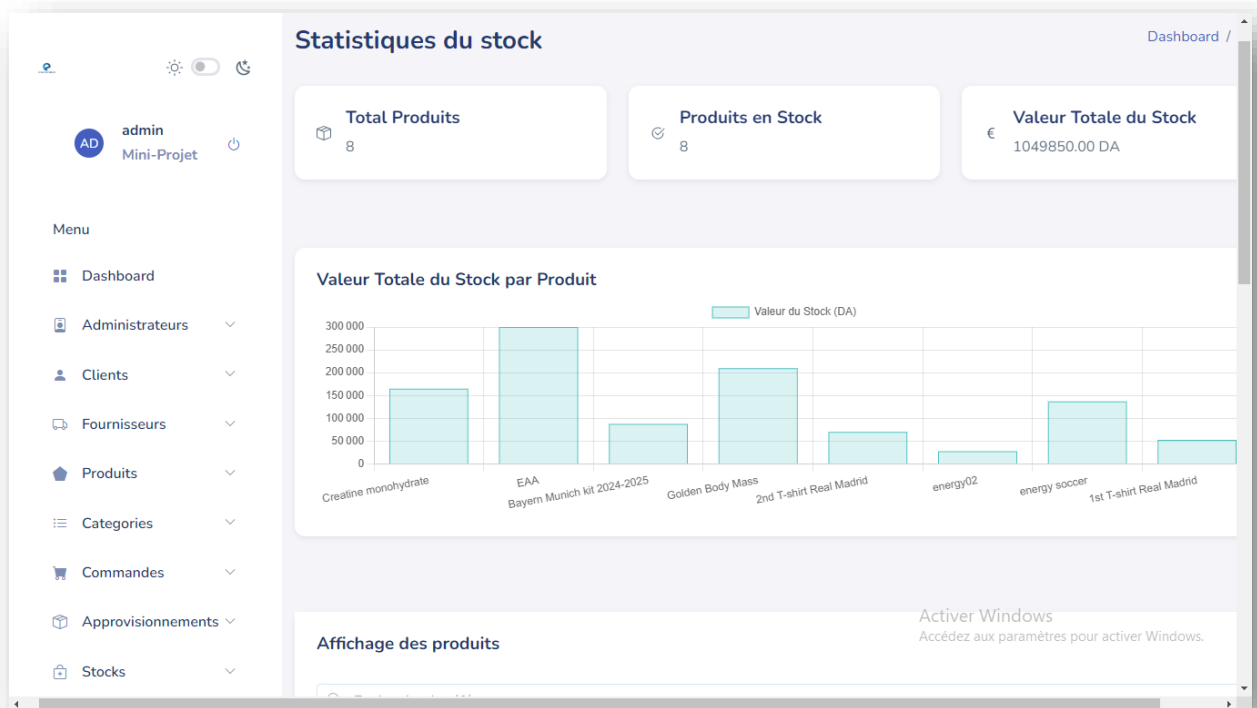 Statistiques du stock
Dashboard /
AD
admin
Mini-Projet
Total Produits
8
Produits en Stock
8
€
Valeur Totale du Stock
1049850.00 DA
Menu
Dashboard
Administrateurs
Clients
Fournisseurs
Produits
Categories
Commandes
Approvisionnements
Stocks
Valeur Totale du Stock par Produit
Valeur du Stock (DA)
300 000
250 000
200 000
150 000
100 000
50 000
0
Creatine monohydrate
EAA
Bayern Munich kit 2024-2025
Golden Body Mass
2nd T-shirt Real Madrid
energy02
energy soccer
1st T-shirt Real Madrid
Activer Windows
Accédez aux paramètres pour activer Windows.
Affichage des produits